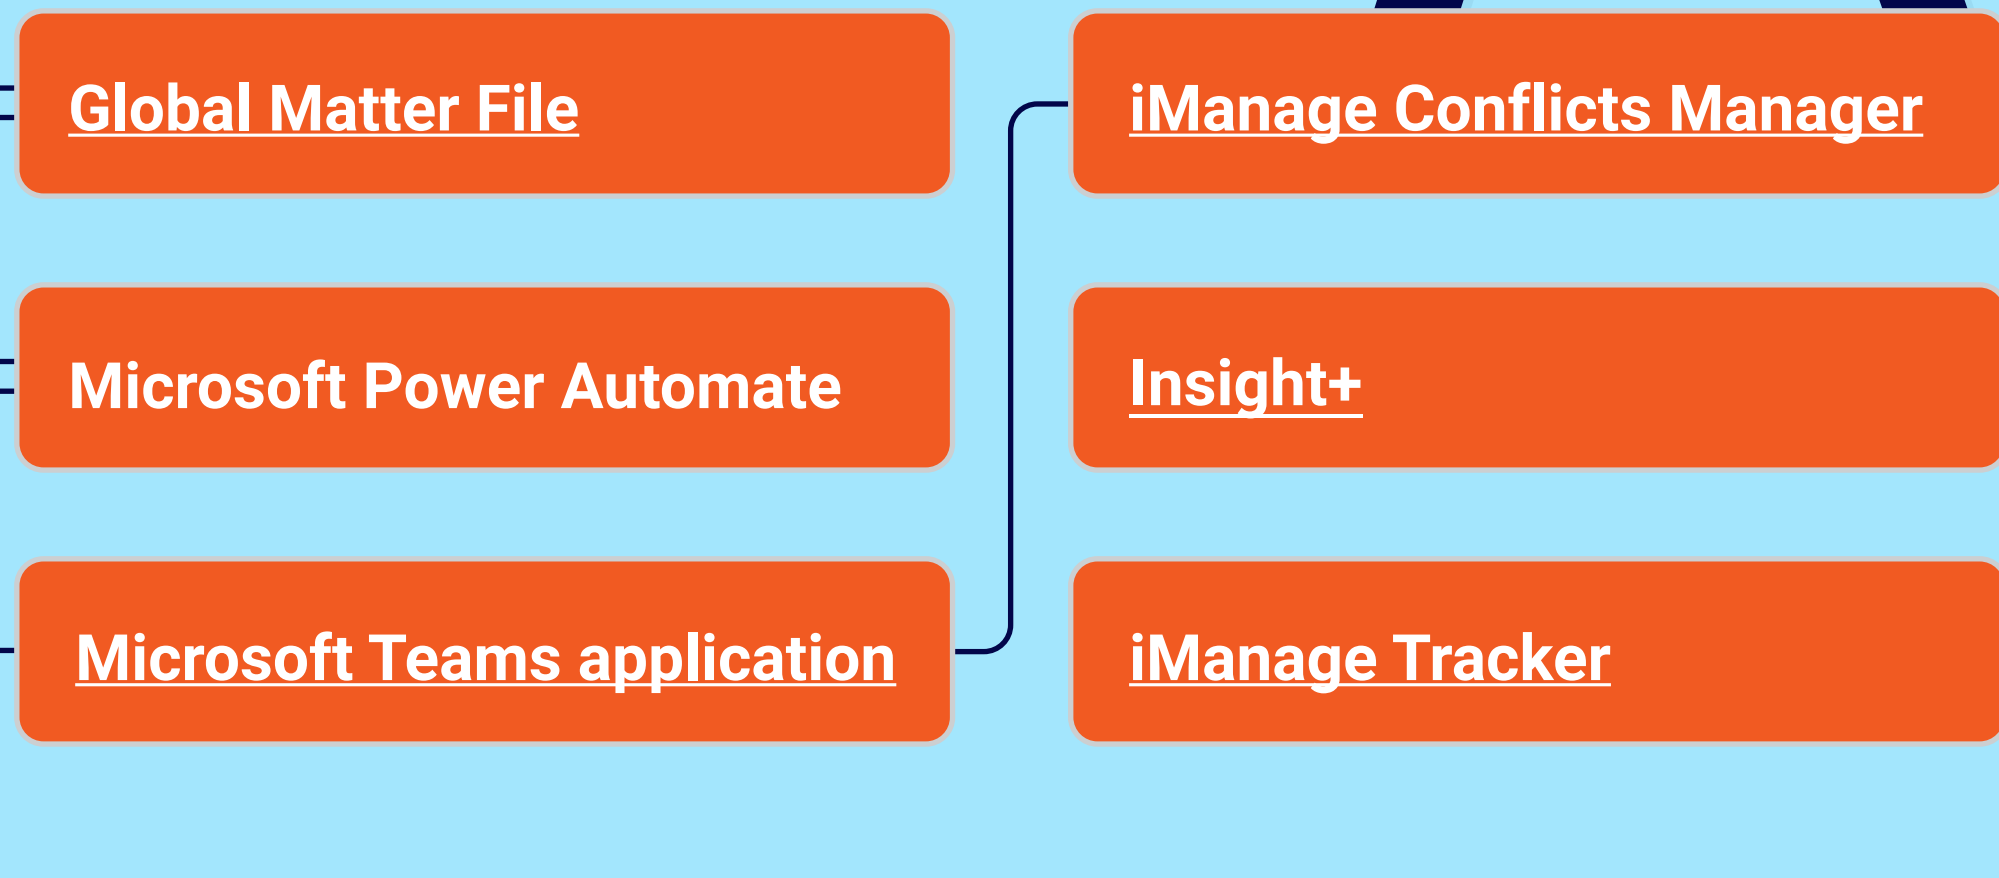 Global Matter File
Microsoft Power Automate
Microsoft Teams application
iManage Conflicts Manager
Insight+
iManage Tracker